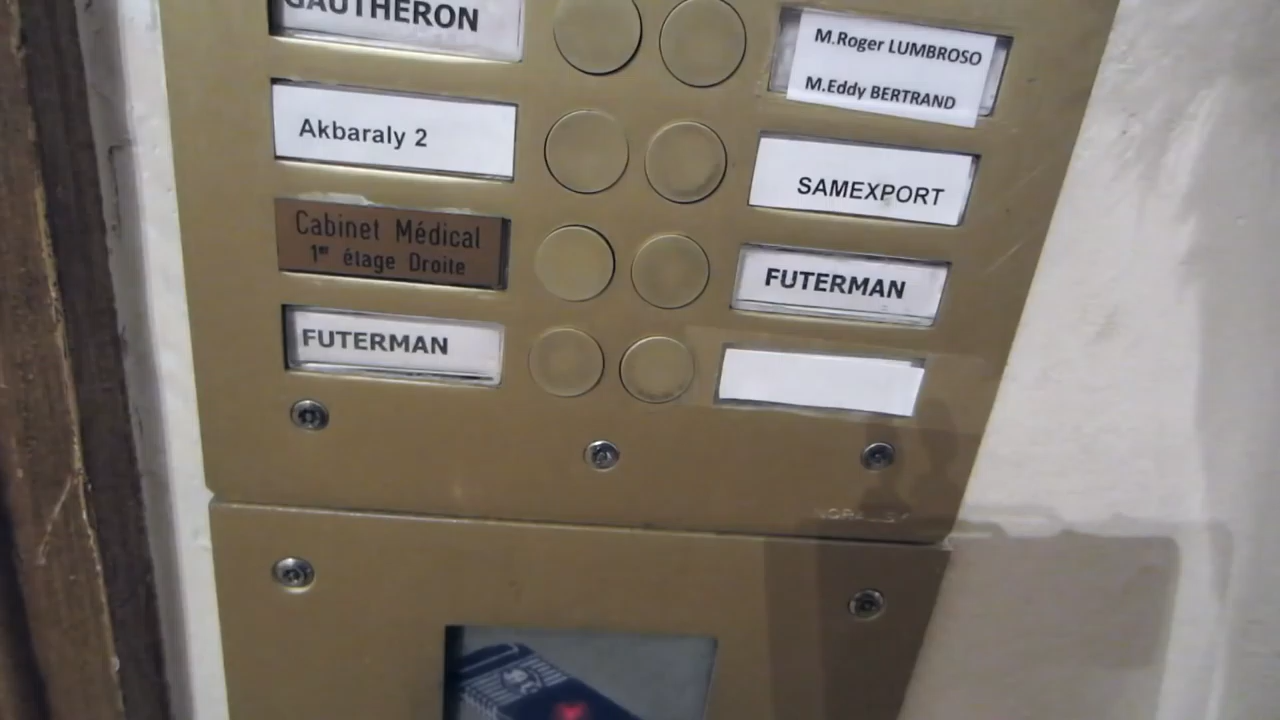 GAUTHERON
M.Roger LUMBROSO
M.Eddy BERTRAND
Akbaraly 2
SAMEXPORT
Cabinet Médical
1er étage Droite
FUTERMAN
FUTERMAN